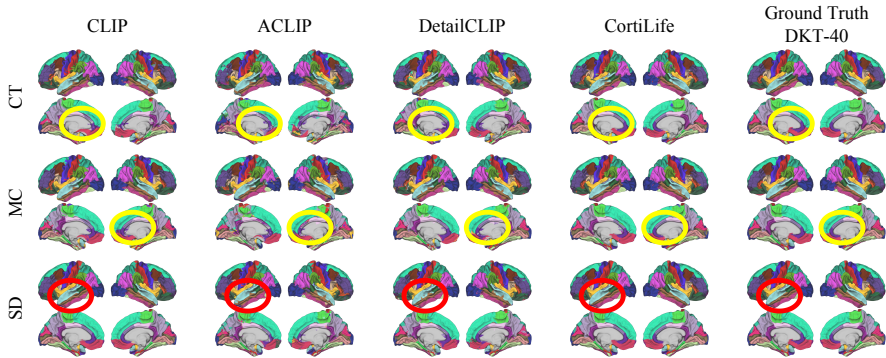 CLIP
ACLIP
DetailCLIP
CortiLife
Ground Truth
DKT-40
CT
MC
SD